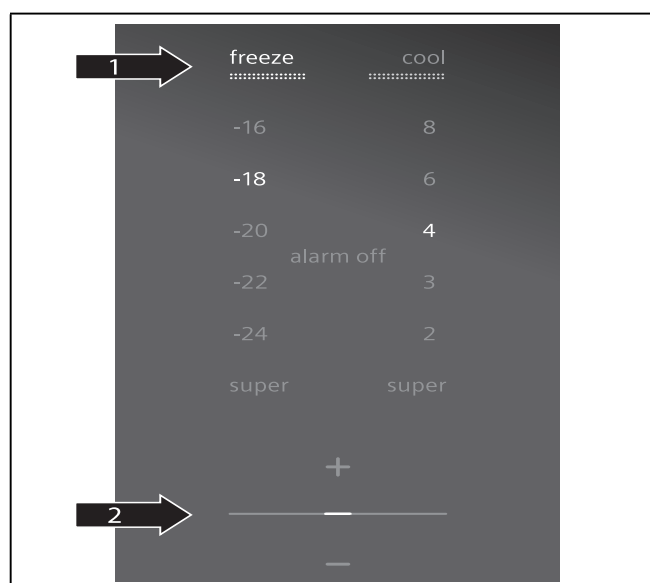 1 freeze cool
-16 8
-18 6
-20 4
alarm off
-22 3
-24 2
super super
+
2
−